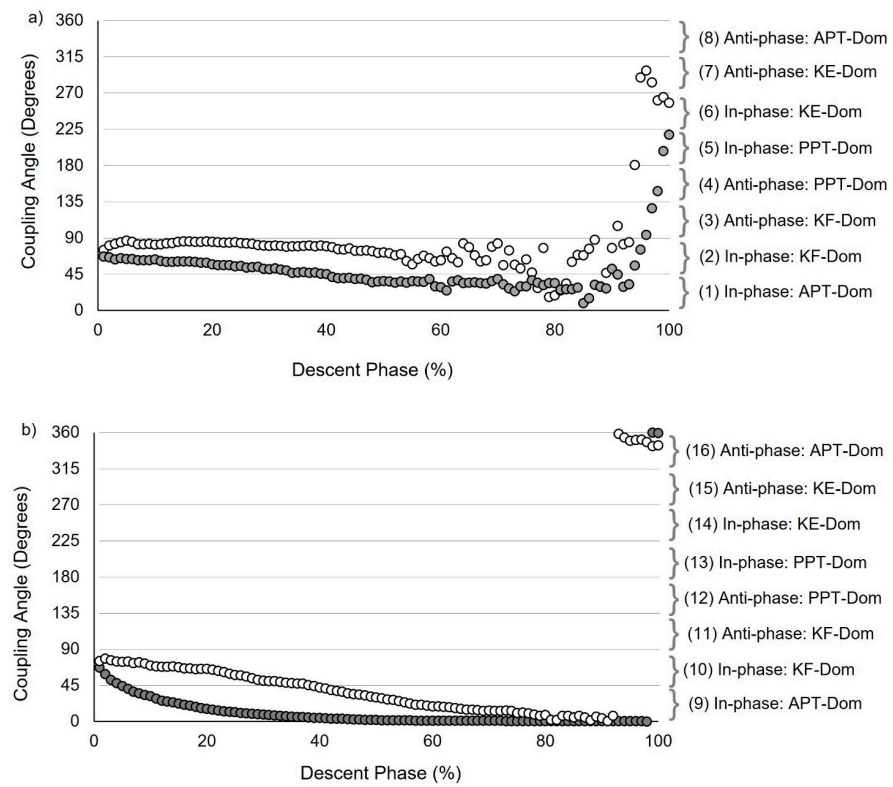 a)
360
(8) Anti-phase: APT-Dom
315
(7) Anti-phase: KE-Dom
270
(6) In-phase: KE-Dom
225
(5) In-phase: PPT-Dom
180
(4) Anti-phase: PPT-Dom
135
(3) Anti-phase: KF-Dom
90
(2) In-phase: KF-Dom
45
(1) In-phase: APT-Dom
0
Coupling Angle (Degrees)
0 20 40 60 80 100
Descent Phase (%)
b)
360
(16) Anti-phase: APT-Dom
315
(15) Anti-phase: KE-Dom
270
(14) In-phase: KE-Dom
225
(13) In-phase: PPT-Dom
180
(12) Anti-phase: PPT-Dom
135
(11) Anti-phase: KF-Dom
90
(10) In-phase: KF-Dom
45
(9) In-phase: APT-Dom
0
Coupling Angle (Degrees)
0 20 40 60 80 100
Descent Phase (%)